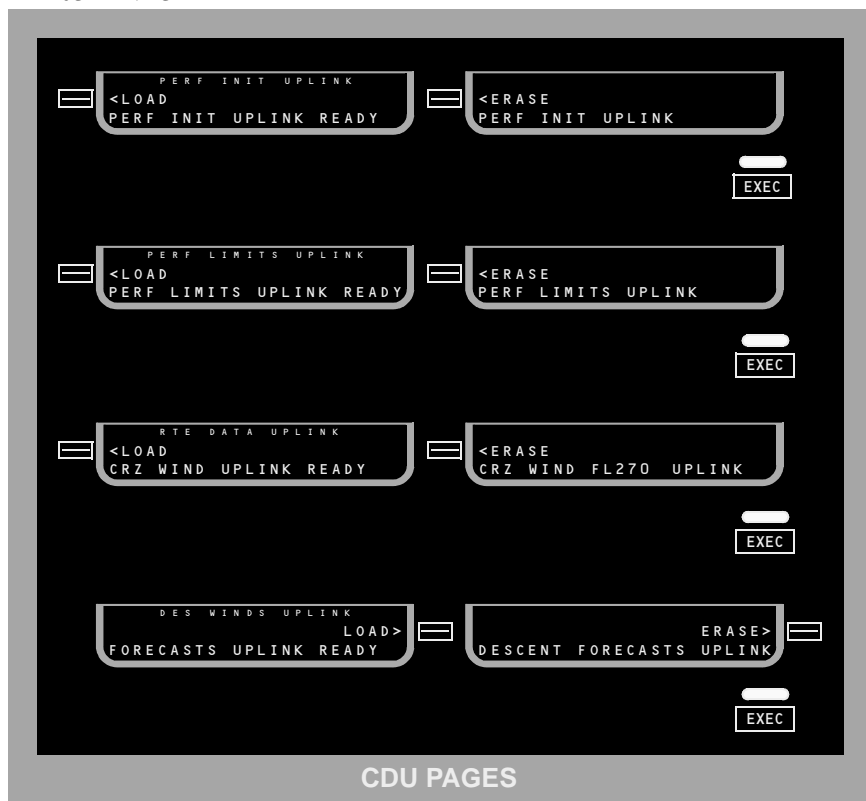 PERF INIT UPLINK
<LOAD
PERF INIT UPLINK READY
<ERASE
PERF INIT UPLINK
EXEC
PERF LIMITS UPLINK
<LOAD
PERF LIMITS UPLINK READY
<ERASE
PERF LIMITS UPLINK
EXEC
RTE DATA UPLINK
<LOAD
CRZ WIND UPLINK READY
<ERASE
CRZ WIND FL270 UPLINK
EXEC
DES WINDS UPLINK
LOAD>
FORECASTS UPLINK READY
ERASE>
DESCENT FORECASTS UPLINK
EXEC
CDU PAGES